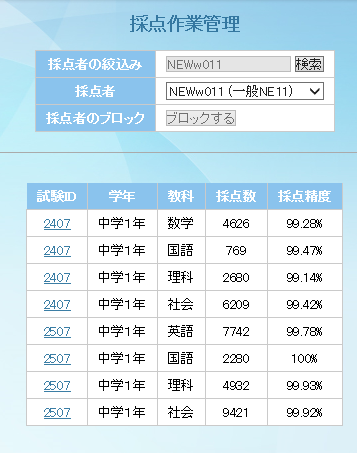 採点作業管理
採点者の絞込み NEWw011 検索
採点者 NEWw011 (一般NE11)
採点者のブロック ブロックする
試験ID 学年 教科 採点数 採点精度
2407 中学1年 数学 4626 99.28%
2407 中学1年 国語 769 99.47%
2407 中学1年 理科 2680 99.14%
2407 中学1年 社会 6209 99.42%
2507 中学1年 英語 7742 99.78%
2507 中学1年 国語 2280 100%
2507 中学1年 理科 4932 99.93%
2507 中学1年 社会 9421 99.92%